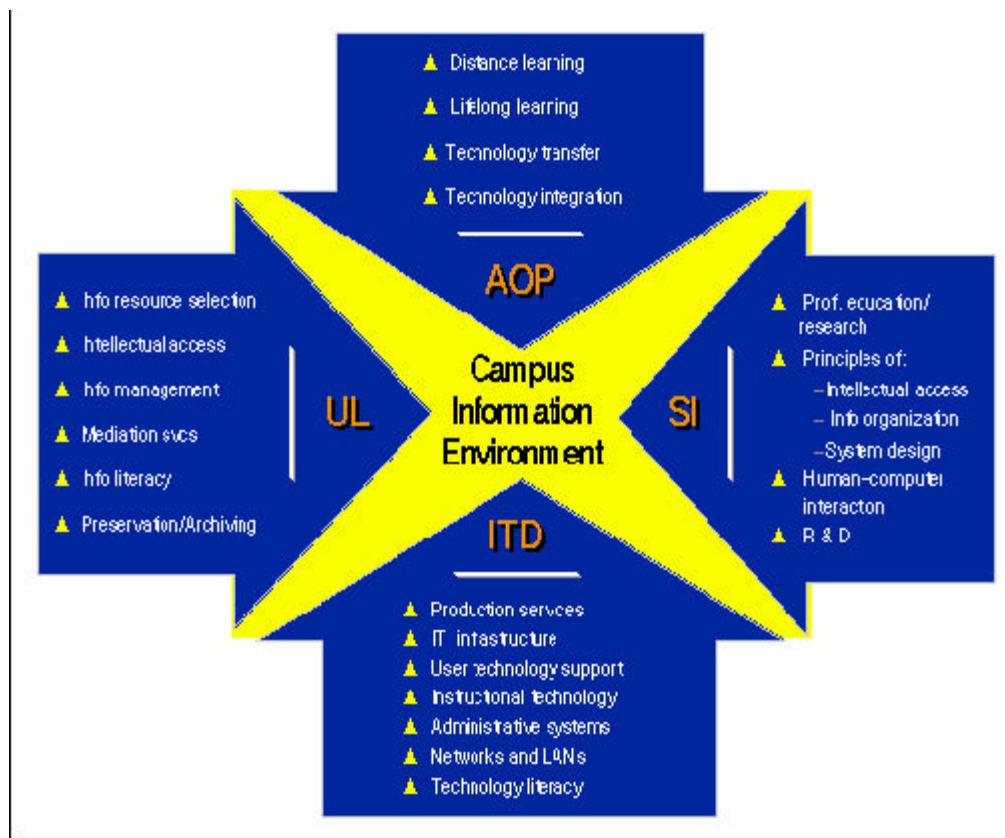 Distance learning
Lifelong learning
Technology transfer
Technology integration
AOP
Info resource selection
Intellectual access
Info management
Mediation svcs
Info literacy
Preservation/Archiving
UL
Campus
Information
Environment
SI
Prof. education/
research
Principles of:
–Intellectual access
– Info organization
–System design
Human-computer
interacton
R & D
ITD
Production services
IT infastructure
User technology support
Instructional technology
Administrative systems
Networks and LANs
Technology literacy